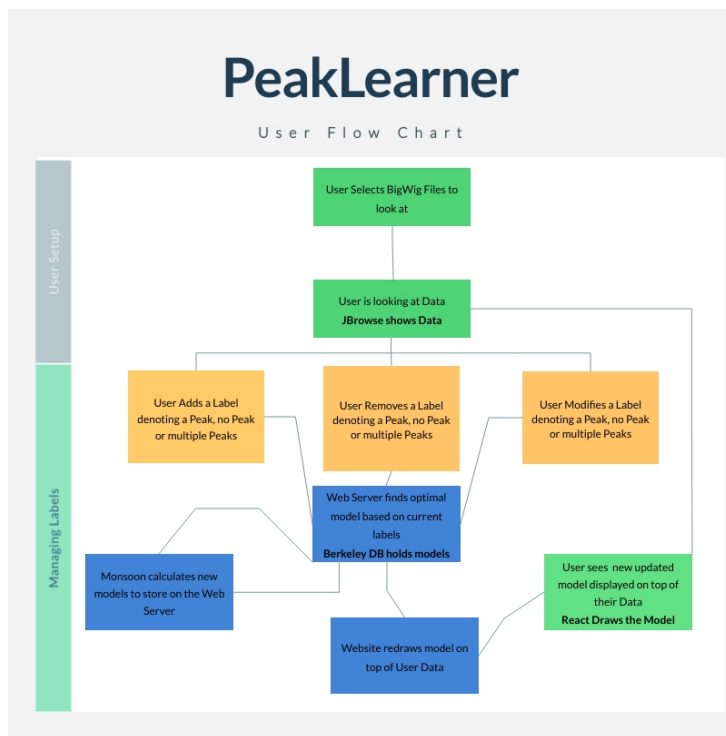 PeakLearner
User Flow Chart
User Setup
User Selects BigWig Files to
look at
User is looking at Data
JBrowse shows Data
Managing Labels
User Adds a Label
denoting a Peak, no Peak
or multiple Peaks
User Removes a Label
denoting a Peak, no Peak
or multiple Peaks
User Modifies a Label
denoting a Peak, no Peak
or multiple Peaks
Web Server finds optimal
model based on current
labels
Berkeley DB holds models
Monsoon calculates new
models to store on the Web
Server
User sees new updated
model displayed on top of
their Data
React Draws the Model
Website redraws model on
top of User Data